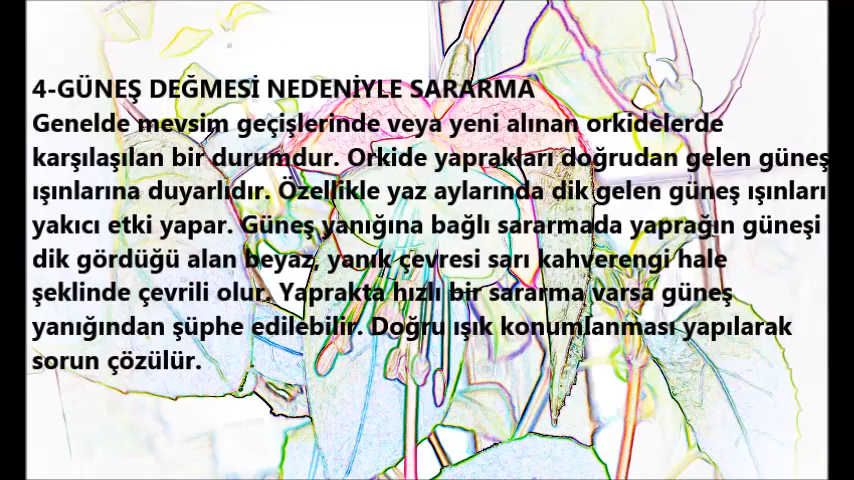 4-GÜNEŞ DEĞMESİ NEDENİYLE SARARMA
Genelde mevsim geçişlerinde veya yeni alınan orkidelerde
karşılaşılan bir durumdur. Orkide yaprakları doğrudan gelen güneş
ışınlarına duyarlıdır. Özellikle yaz aylarında dik gelen güneş ışınları
yakıcı etki yapar. Güneş yanığına bağlı sararmada yaprağın güneşi
dik gördüğü alan beyaz, yanık çevresi sarı kahverengi hale
şeklinde çevrili olur. Yaprakta hızlı bir sararma varsa güneş
yanığından şüphe edilebilir. Doğru ışık konumlanması yapılarak
sorun çözülür.